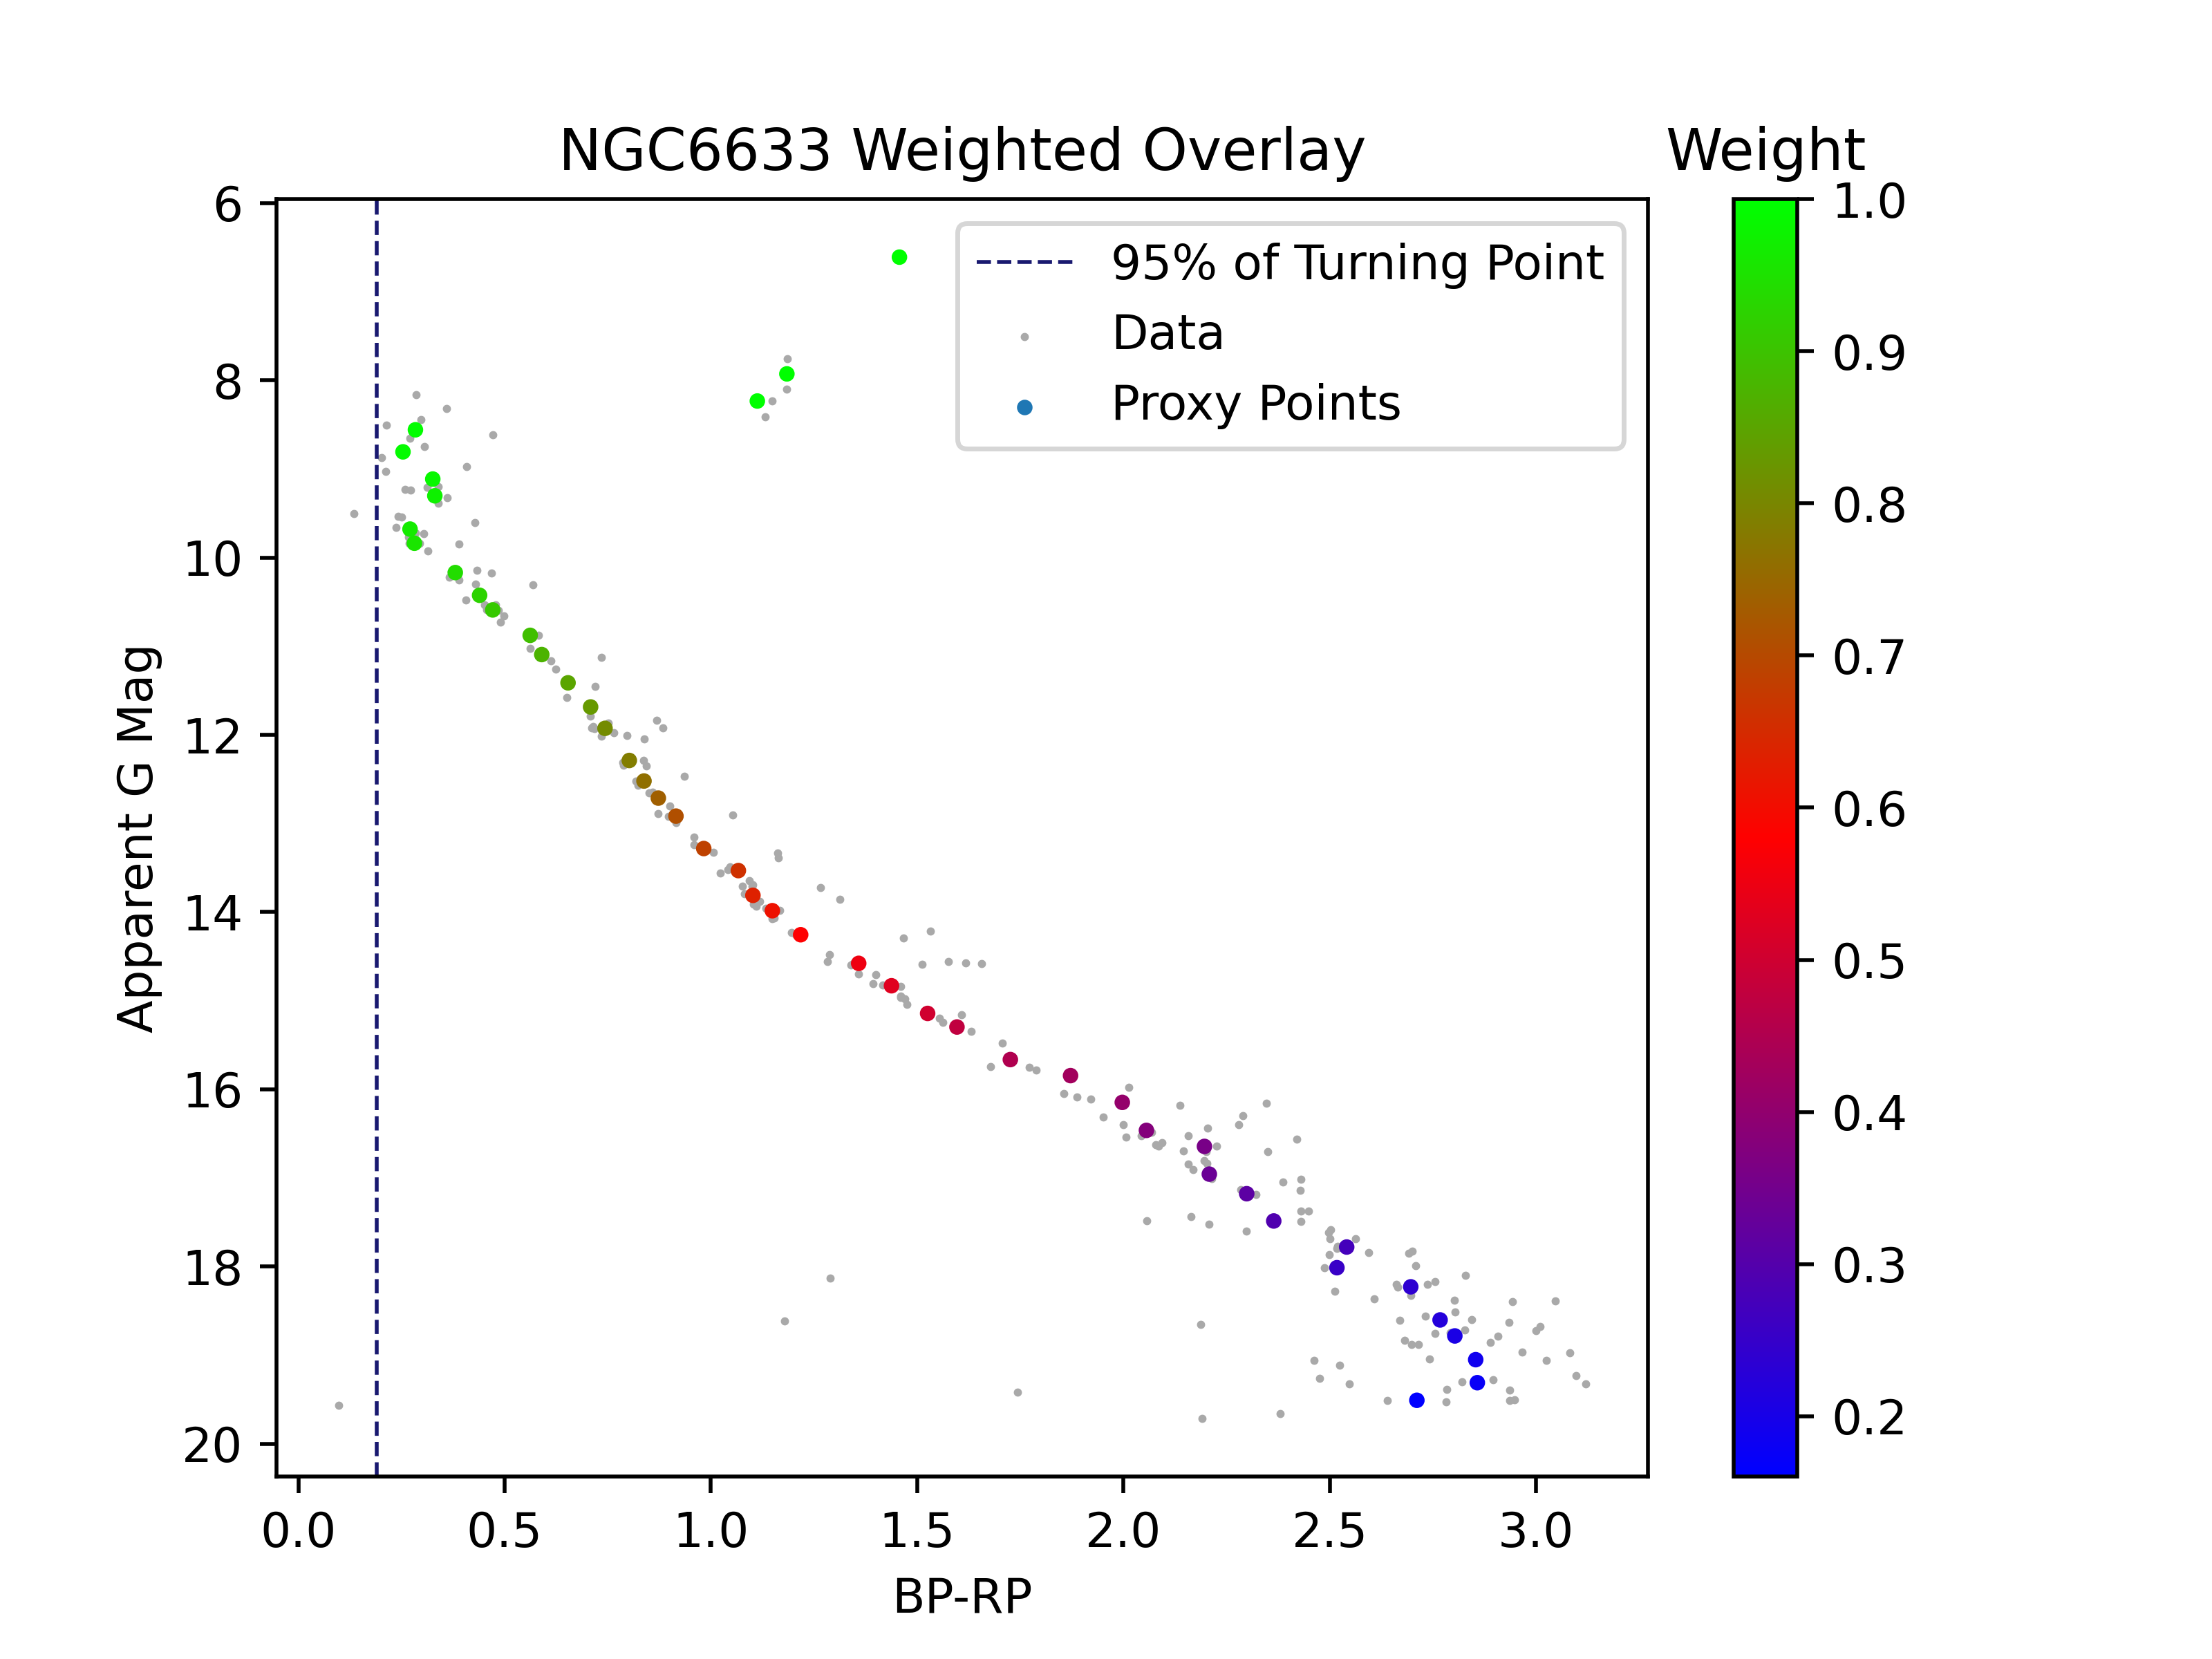 NGC6633 Weighted Overlay
Weight
95% of Turning Point
Data
Proxy Points
Apparent G Mag
6
8
10
12
14
16
18
20
0.0 0.5 1.0 1.5 2.0 2.5 3.0
BP-RP
1.0
0.9
0.8
0.7
0.6
0.5
0.4
0.3
0.2